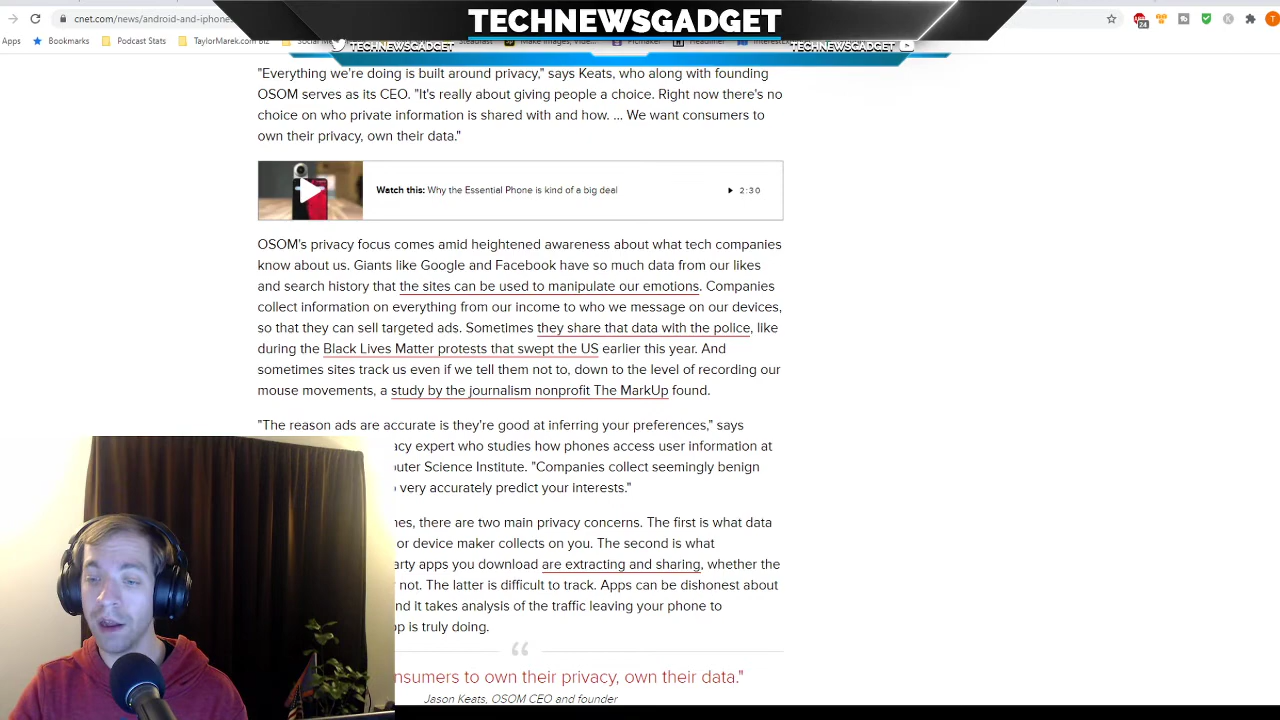 TECHNEWSGADGET
cnet.com/news/android-and-iphone
24
T
TECHNEWSGADGET
TECHNEWSGADGET
Apps
Bookmarks
Podcast Stats
TaylorMarek.com Biz
"Everything we're doing is built around privacy," says Keats, who along with founding
OSOM serves as its CEO. "It's really about giving people a choice. Right now there's no
choice on who private information is shared with and how. ... We want consumers to
own their privacy, own their data."
Watch this: Why the Essential Phone is kind of a big deal
2:30
OSOM's privacy focus comes amid heightened awareness about what tech companies
know about us. Giants like Google and Facebook have so much data from our likes
and search history that the sites can be used to manipulate our emotions. Companies
collect information on everything from our income to who we message on our devices,
so that they can sell targeted ads. Sometimes they share that data with the police, like
during the Black Lives Matter protests that swept the US earlier this year. And
sometimes sites track us even if we tell them not to, down to the level of recording our
mouse movements, a study by the journalism nonprofit The MarkUp found.
"The reason ads are accurate is they're good at inferring your preferences," says
acy expert who studies how phones access user information at
uter Science Institute. "Companies collect seemingly benign
very accurately predict your interests."
nes, there are two main privacy concerns. The first is what data
or device maker collects on you. The second is what
arty apps you download are extracting and sharing, whether the
not. The latter is difficult to track. Apps can be dishonest about
nd it takes analysis of the traffic leaving your phone to
p is truly doing.
“
nsumers to own their privacy, own their data."
Jason Keats, OSOM CEO and founder